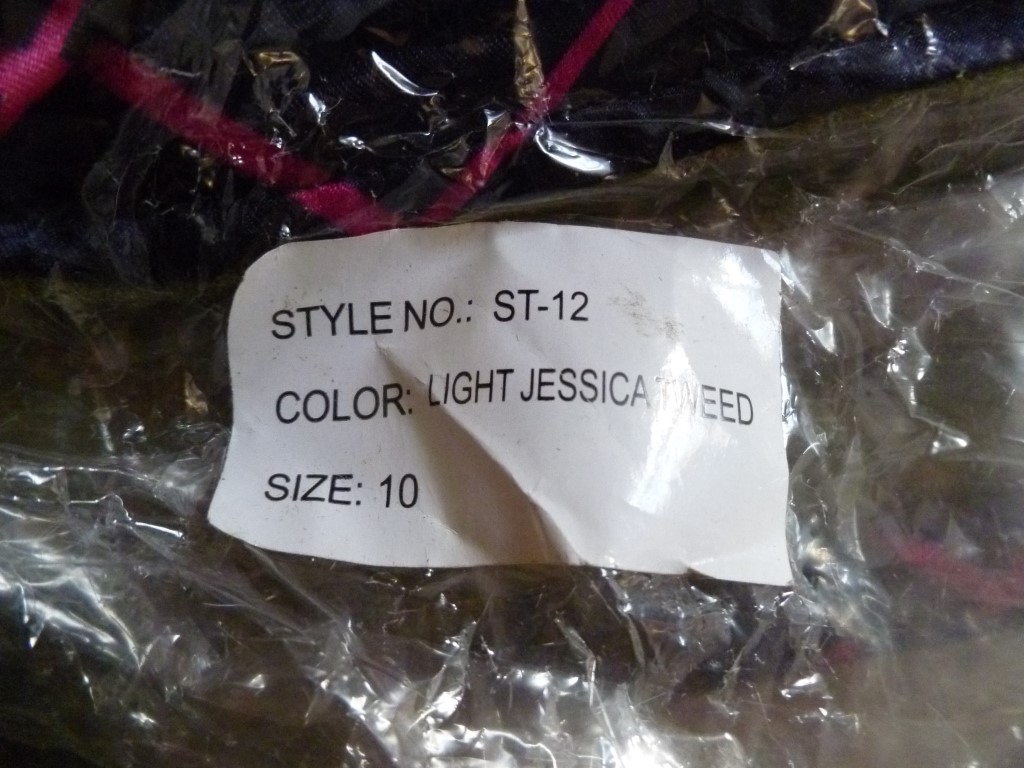 STYLE NO.: ST-12
COLOR: LIGHT JESSICA TWEED
SIZE: 10